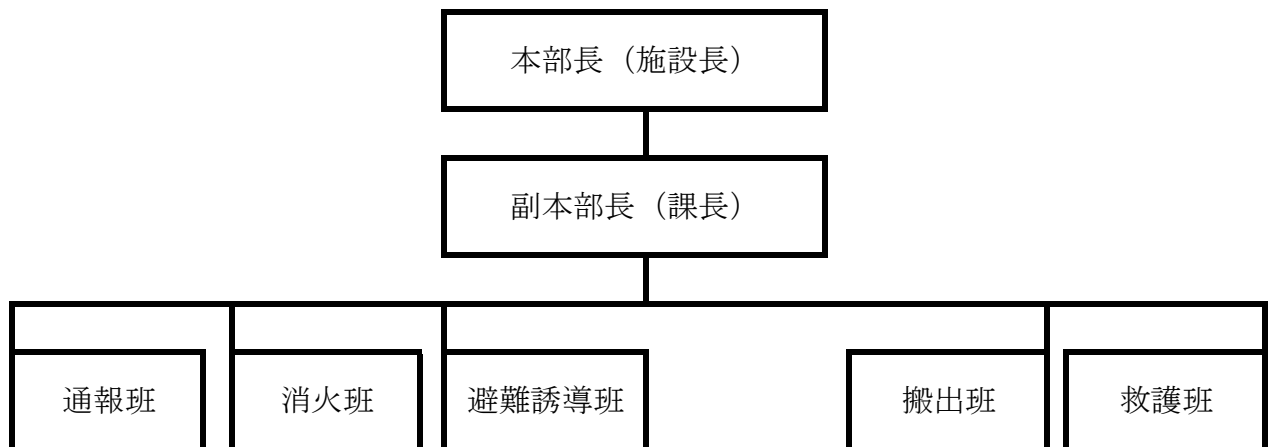 本部長（施設長）
副本部長（課長）
通報班
消火班
避難誘導班
搬出班
救護班